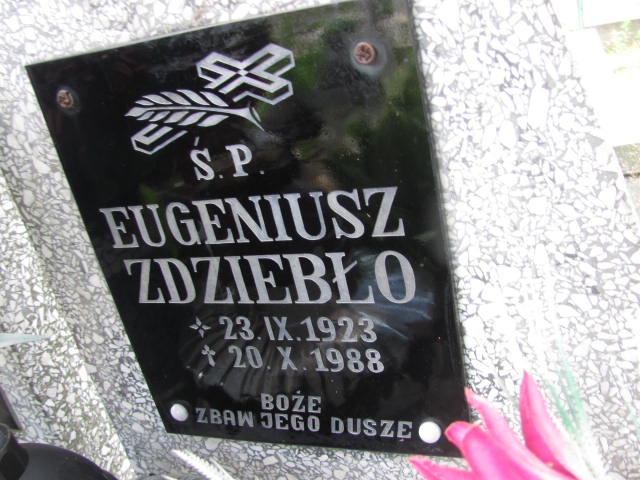 Ś.P.
EUGENIUSZ
ZDZIEBŁO
23.IX.1923
20.X.1988
BOŻE
ZBAW JEGO DUSZĘ